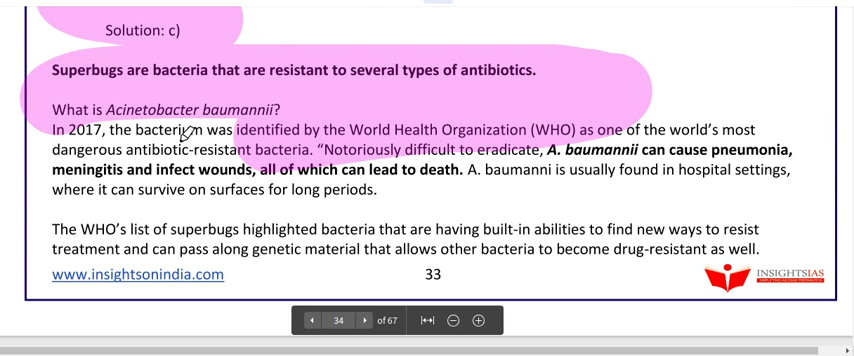 Solution: c)
Superbugs are bacteria that are resistant to several types of antibiotics.
What is Acinetobacter baumannii?
In 2017, the bacterium was identified by the World Health Organization (WHO) as one of the world's most
dangerous antibiotic-resistant bacteria. “Notoriously difficult to eradicate, A. baumannii can cause pneumonia,
meningitis and infect wounds, all of which can lead to death. A. baumanni is usually found in hospital settings,
where it can survive on surfaces for long periods.
The WHO's list of superbugs highlighted bacteria that are having built-in abilities to find new ways to resist
treatment and can pass along genetic material that allows other bacteria to become drug-resistant as well.
www.insightsonindia.com 33 INSIGHTSIAS
34 of 67